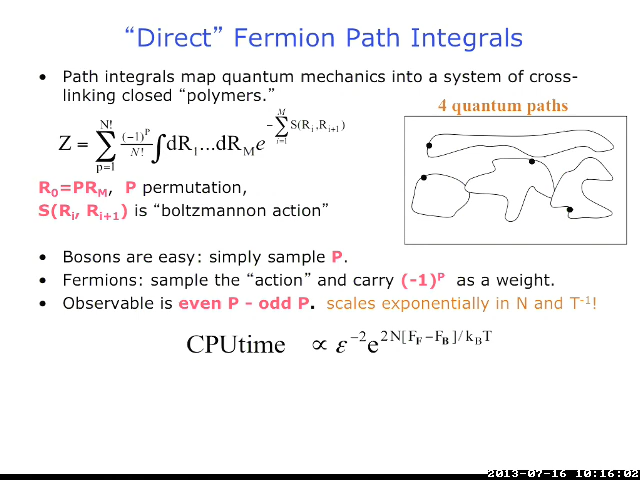 “Direct” Fermion Path Integrals
• Path integrals map quantum mechanics into a system of cross-
linking closed “polymers.”
4 quantum paths
Z = N! ∑ p=1 (-1)^P / N! ∫ dR_1...dR_M e^{-∑_{i=1}^{M} S(R_i, R_{i+1})}
R_0=PR_M, P permutation,
S(R_i, R_{i+1}) is “boltzmannon action”
• Bosons are easy: simply sample P.
• Fermions: sample the “action” and carry (-1)^P as a weight.
• Observable is even P - odd P. scales exponentially in N and T^{-1}!
CPUtime ∝ ε^{-2} e^{2N[F_F−F_B]/k_BT}
2013-07-16 10:16:02